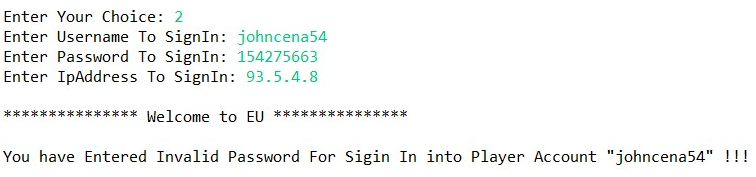 Enter Your Choice: 2
Enter Username To SignIn: johncena54
Enter Password To SignIn: 154275663
Enter IpAddress To SignIn: 93.5.4.8
*************** Welcome to EU ***************
You have Entered Invalid Password For Sigin In into Player Account "johncena54" !!!